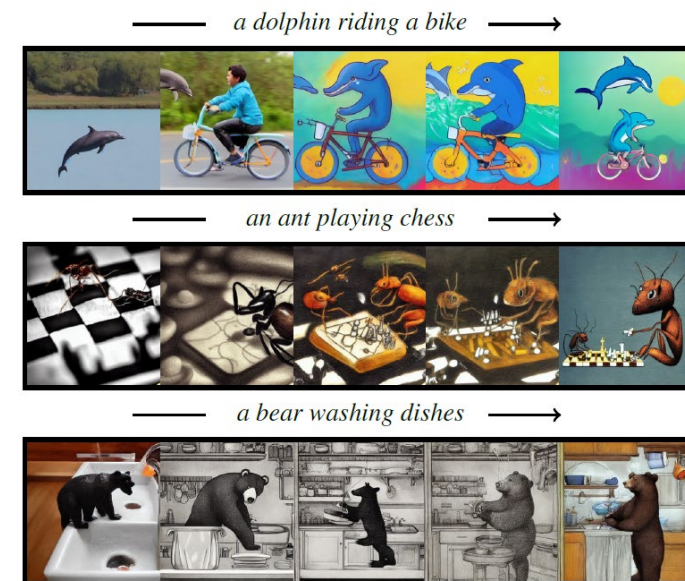 a dolphin riding a bike
an ant playing chess
a bear washing dishes